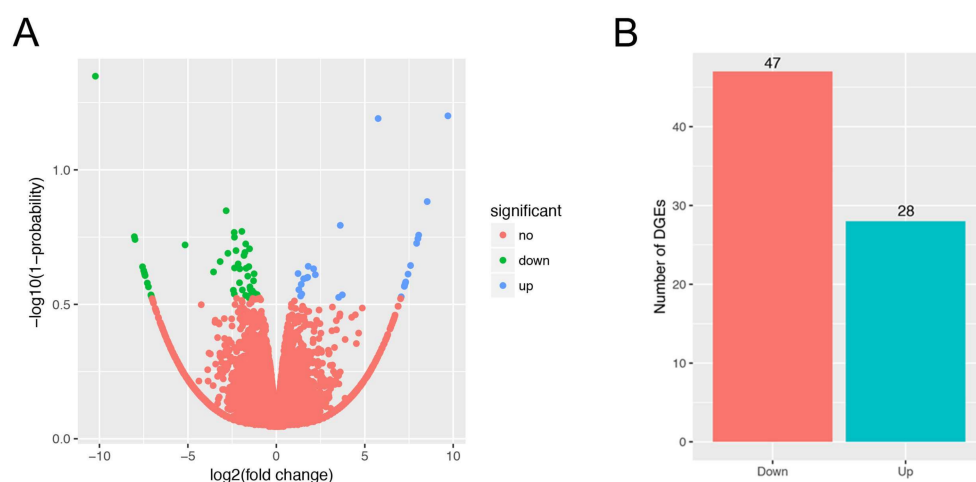 A
B
-log10(1-probability)
1.0
0.5
0.0
-10
-5
0
5
10
log2(fold change)
significant
no
down
up
Number of DGEs
40
30
20
10
0
47
28
Down
Up